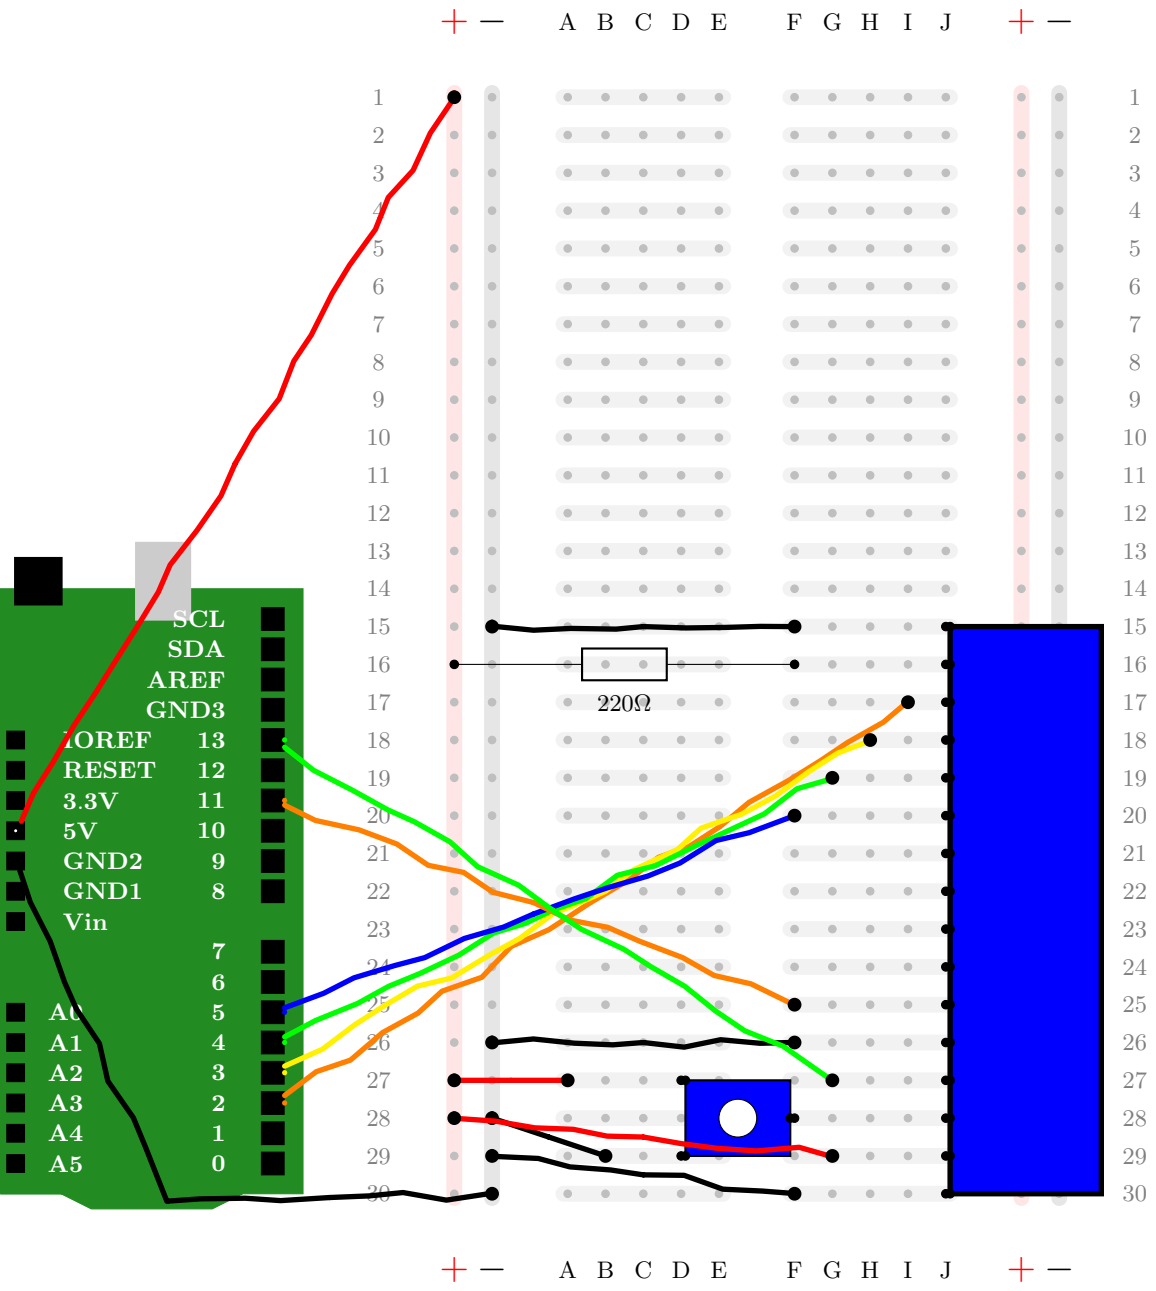 + − A B C D E F G H I J + −
1 1
2 2
3 3
4 4
5 5
6 6
7 7
8 8
9 9
10 10
11 11
12 12
13 13
14 14
SCL
15 15
SDA
16 16
AREF
GND3
17 220Ω 17
IOREF 13
18 18
RESET 12
19 19
3.3V 11
20 20
5V 10
21 21
GND2 9
22 22
GND1 8
Vin
23 23
7
24 24
6
25 25
A0 5
26 26
A1 4
A2 3
27 27
A3 2
28 28
A4 1
29 29
A5 0
30 30
+ − A B C D E F G H I J + −